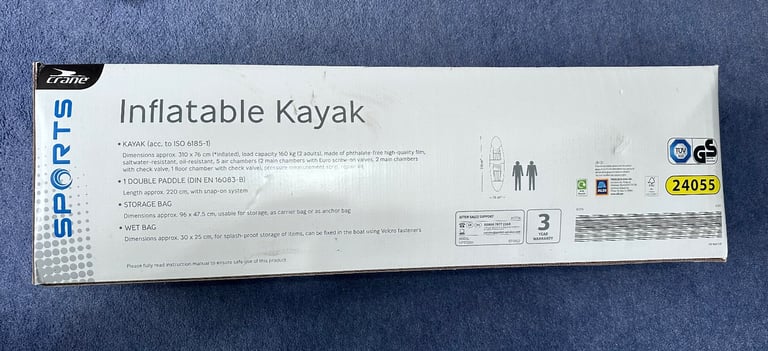 crane
SPORTS
Inflatable Kayak
• KAYAK (acc. to ISO 6185-1)
Dimensions approx. 310 x 76 cm (*inflated), load capacity 160 kg (2 adults), made of phthalate-free high-quality film,
saltwater-resistant, oil-resistant, 5 air chambers (2 main chambers with Euro screw-on valves, 2 main chambers
with check valve, 1 floor chamber with check valve), pressure measurement strip, repair kit
• 1 DOUBLE PADDLE (DIN EN 16083-B)
Length approx. 220 cm, with snap-on system
• STORAGE BAG
Dimensions approx. 96 x 47.5 cm, usable for storage, as carrier bag or as anchor bag
• WET BAG
Dimensions approx. 30 x 25 cm, for splash-proof storage of items, can be fixed in the boat using Velcro fasteners
Please fully read instruction manual to ensure safe use of this product
AFTER SALES SUPPORT
3
YEAR
WARRANTY
ALDI
FSC
TÜV
GS
24055